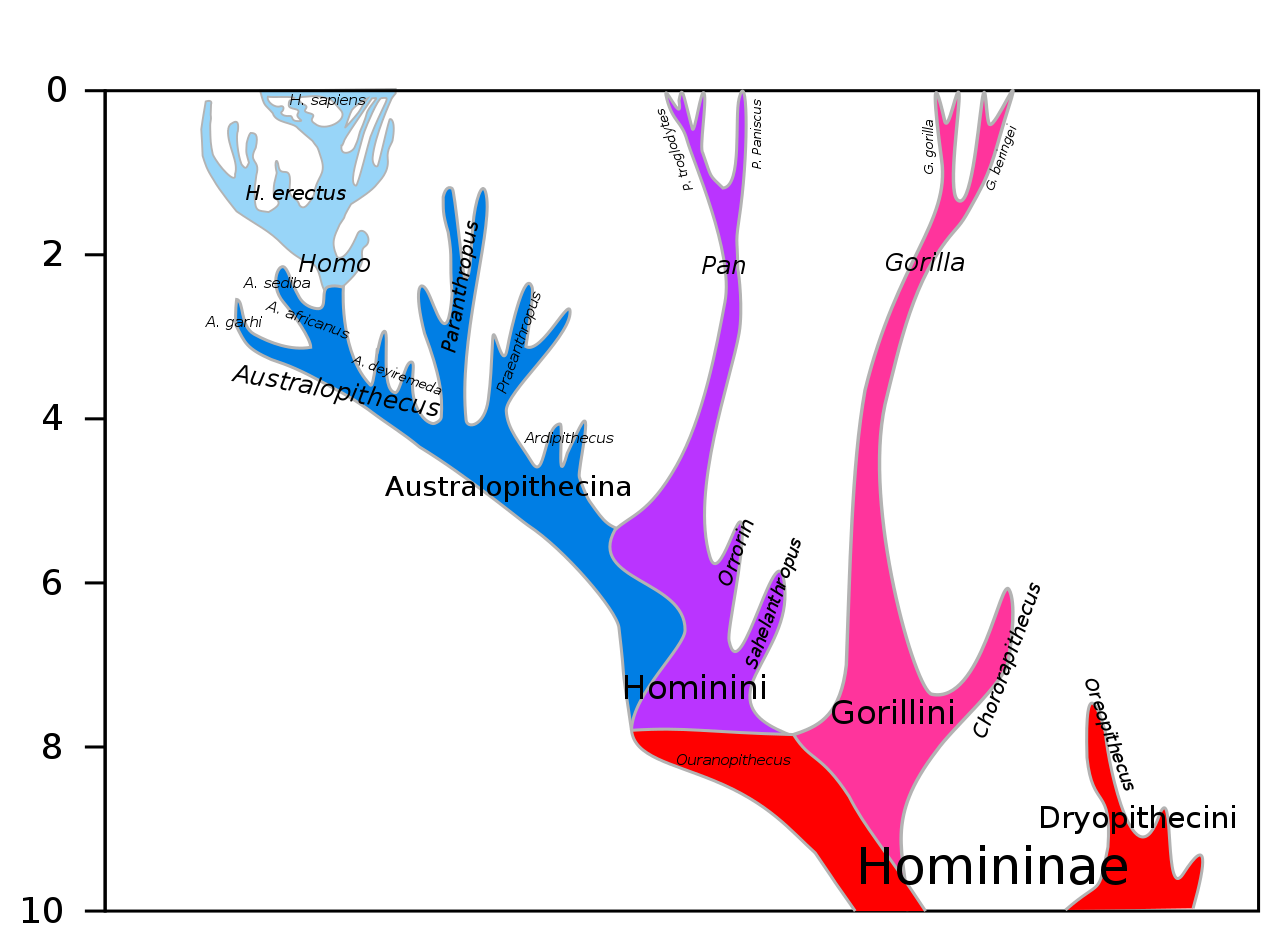 0
H. sapiens
P. troglodytes
P. Paniscus
G. gorilla
G. beringei
H. erectus
2
Homo
Pan
Gorilla
A. sediba
A. garhi
A. africanus
Paranthropus
Praeanthropus
A. deyiremeda
Australopithecus
4
Ardipithecus
Australopithecina
Orrorin
6
Sahelanthropus
Chororapithecus
Hominini
Gorillini
Oreopithecus
8
Ouranopithecus
Dryopithecini
Homininae
10